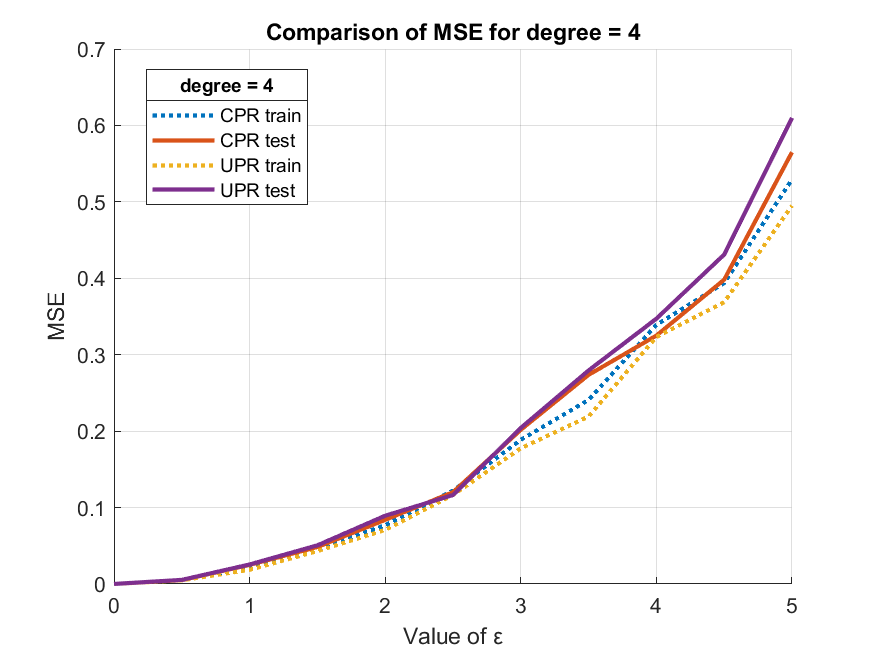 Comparison of MSE for degree = 4
0.7
0.6
0.5
0.4
0.3
0.2
0.1
0
MSE
degree = 4
CPR train
CPR test
UPR train
UPR test
0 1 2 3 4 5
Value of ε